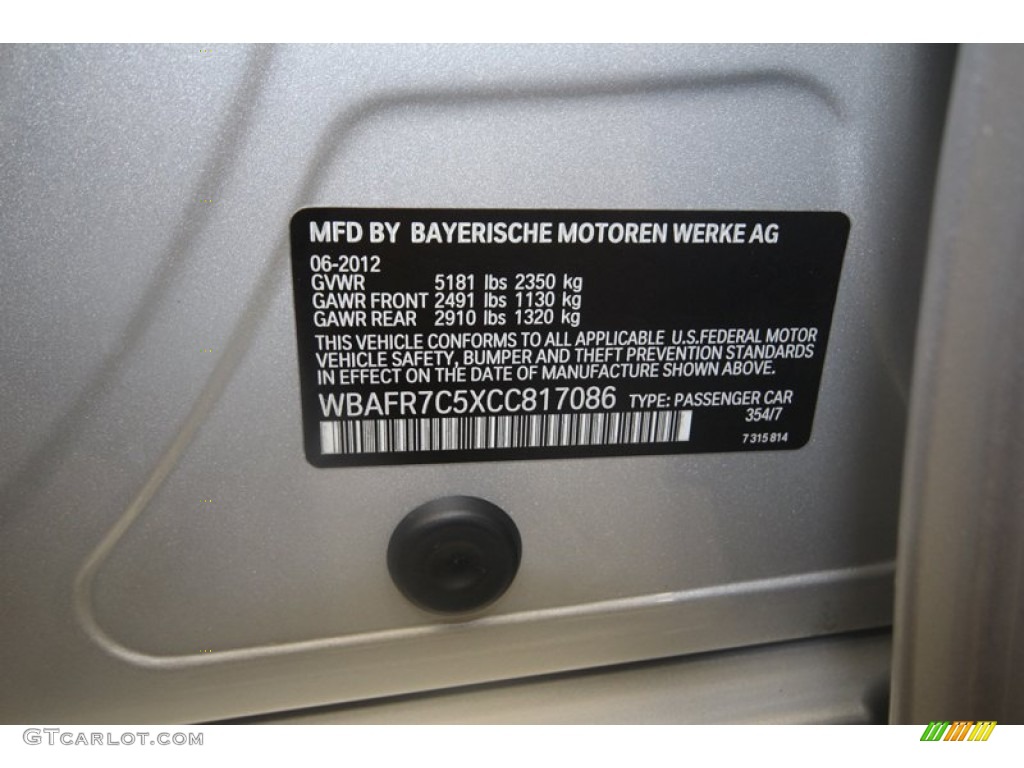 MFD BY BAYERISCHE MOTOREN WERKE AG
06-2012
GVWR 5181 lbs 2350 kg
GAWR FRONT 2491 lbs 1130 kg
GAWR REAR 2910 lbs 1320 kg
THIS VEHICLE CONFORMS TO ALL APPLICABLE U.S.FEDERAL MOTOR
VEHICLE SAFETY, BUMPER AND THEFT PREVENTION STANDARDS
IN EFFECT ON THE DATE OF MANUFACTURE SHOWN ABOVE.
WBAFR7C5XCC817086 TYPE: PASSENGER CAR
354/7
7 315 814
GTCarLot.com